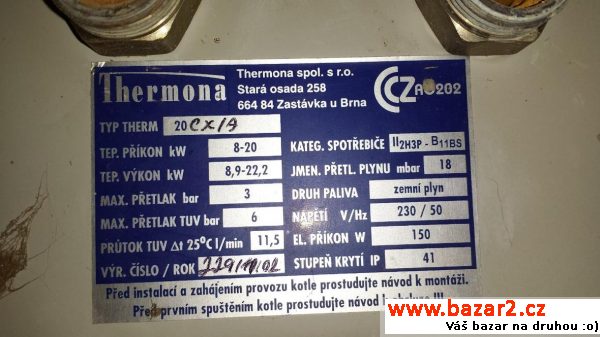 Thermona
Thermona spol. s r.o.
Stará osada 258
664 84 Zastávka u Brna
TYP THERM 20 CX/A
TEP. PŘÍKON kW 8-20
TEP. VÝKON kW 8,9-22,2
MAX. PŘETLAK bar 3
MAX. PŘETLAK TUV bar 6
PRŮTOK TUV Δt 25°C l/min 11,5
VÝR. ČÍSLO / ROK
KATEG. SPOTŘEBIČE II2H3P - B11BS
JMEN. PŘETL. PLYNU mbar 18
DRUH PALIVA zemní plyn
NAPĚTÍ V/Hz 230 / 50
EL. PŘÍKON W 150
STUPEŇ KRYTÍ IP 41
Před instalací a zahájením provozu kotle prostudujte návod k montáži.
Před prvním spuštěním kotle prostudujte návod k
www.bazar2.cz
Váš bazar na druhou :o)